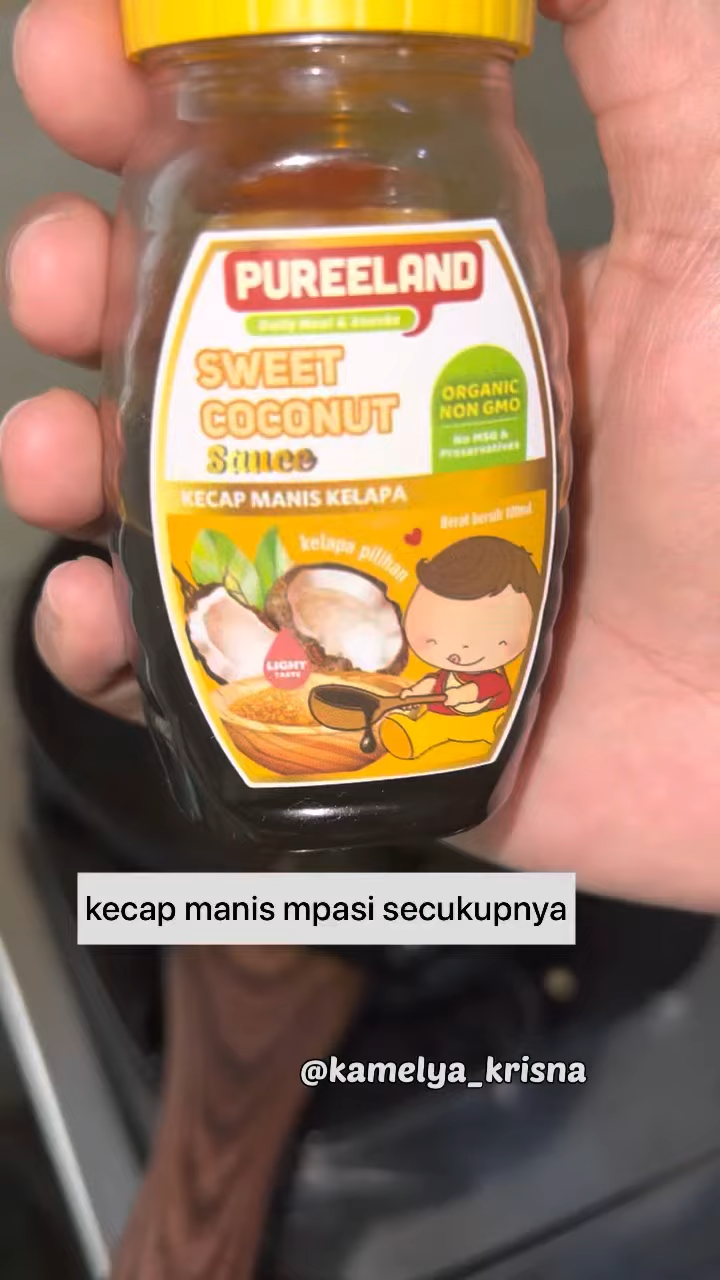 PUREELAND
Daily Meal & Snacks
SWEET
COCONUT
Sauce
ORGANIC
NON GMO
No MSG &
Preservatives
KECAP MANIS KELAPA
Berat bersih 100ml
kelapa pilihan
LIGHT
TASTE
kecap manis mpasi secukupnya
@kamelya_krisna